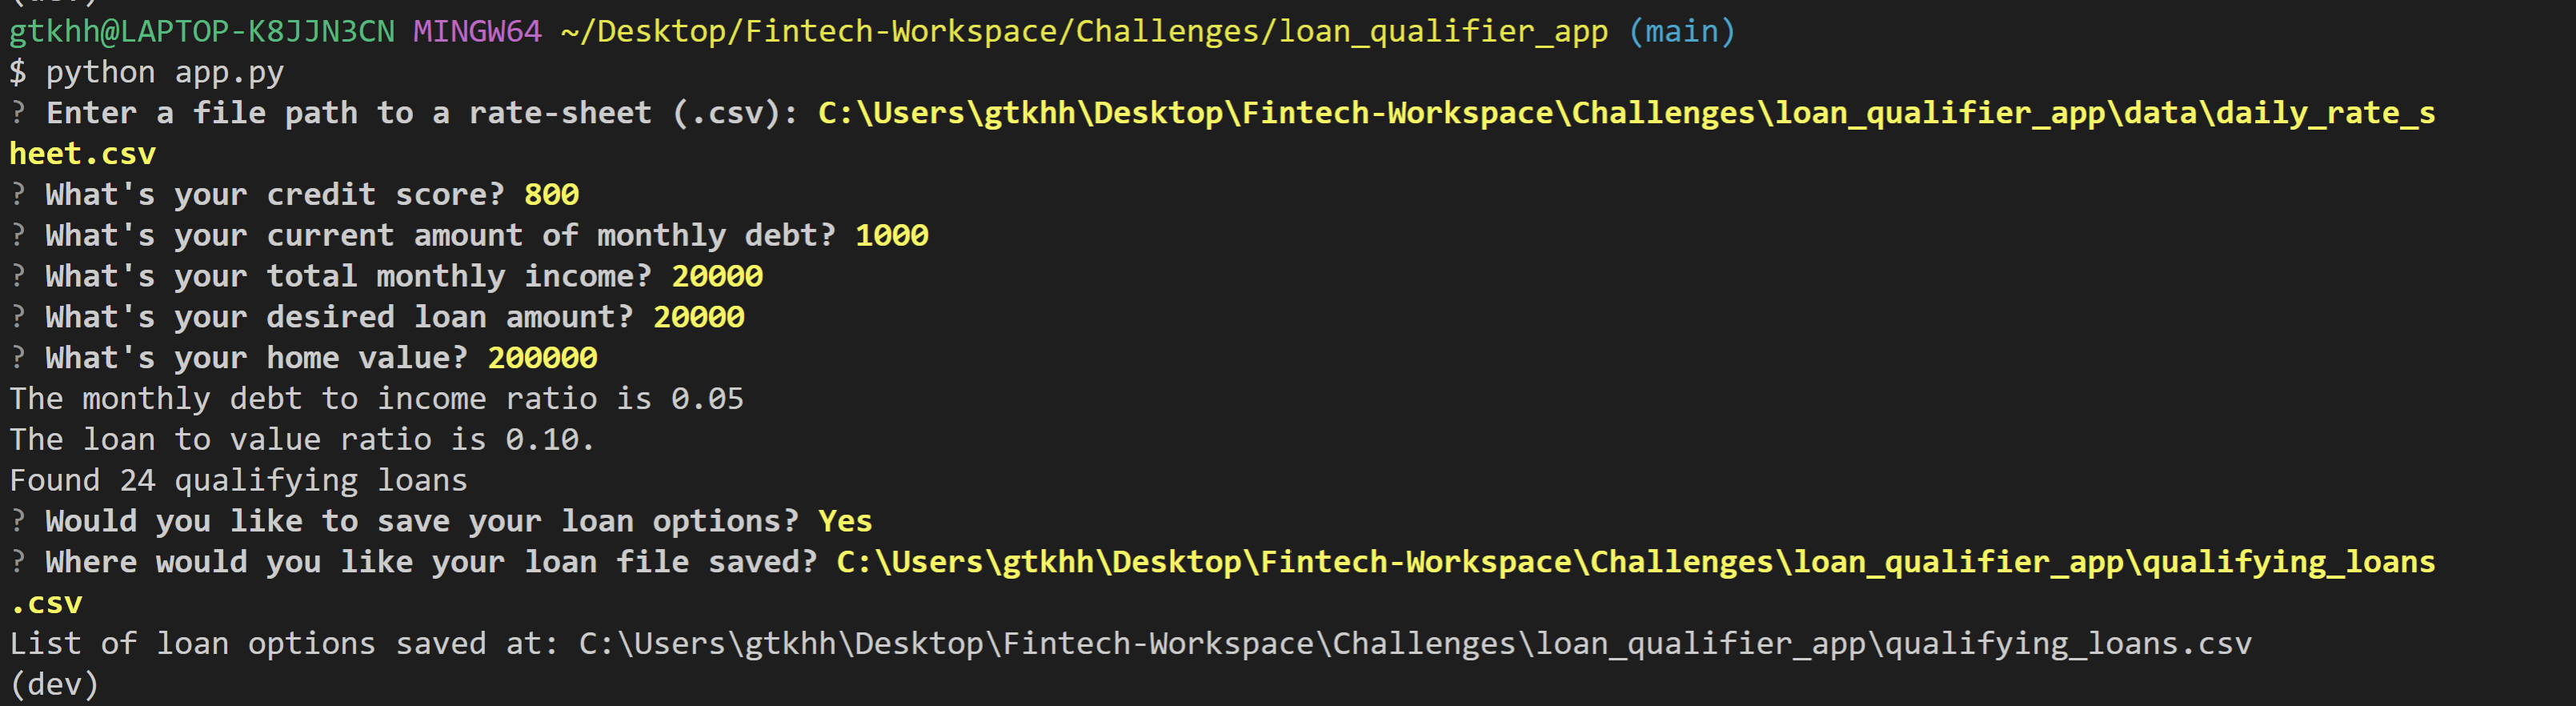 (dev)
gtkhh@LAPTOP-K8JJN3CN MINGW64 ~/Desktop/Fintech-Workspace/Challenges/loan_qualifier_app (main)
$ python app.py
? Enter a file path to a rate-sheet (.csv): C:\Users\gtkhh\Desktop\Fintech-Workspace\Challenges\loan_qualifier_app\data\daily_rate_s
heet.csv
? What's your credit score? 800
? What's your current amount of monthly debt? 1000
? What's your total monthly income? 20000
? What's your desired loan amount? 20000
? What's your home value? 200000
The monthly debt to income ratio is 0.05
The loan to value ratio is 0.10.
Found 24 qualifying loans
? Would you like to save your loan options? Yes
? Where would you like your loan file saved? C:\Users\gtkhh\Desktop\Fintech-Workspace\Challenges\loan_qualifier_app\qualifying_loans
.csv
List of loan options saved at: C:\Users\gtkhh\Desktop\Fintech-Workspace\Challenges\loan_qualifier_app\qualifying_loans.csv
(dev)